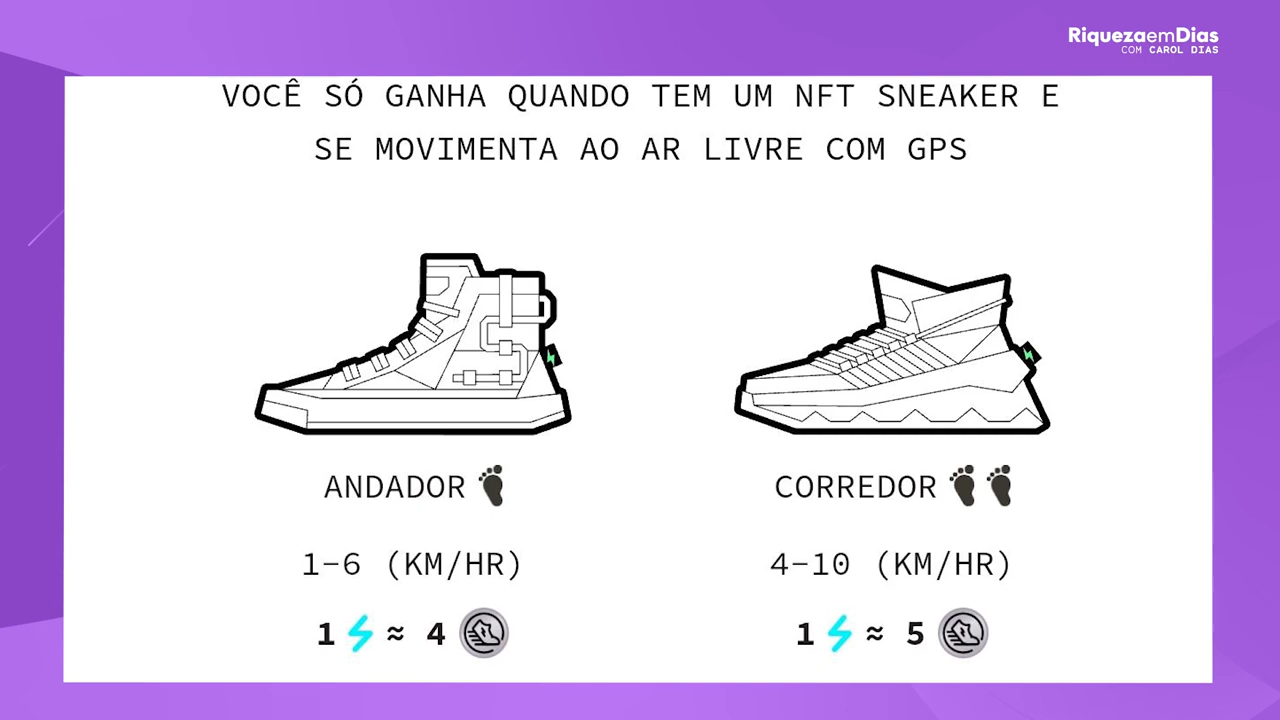 RiquezaemDias
COM CAROL DIAS
VOCÊ SÓ GANHA QUANDO TEM UM NFT SNEAKER E
SE MOVIMENTA AO AR LIVRE COM GPS
ANDADOR
CORREDOR
1-6 (KM/HR)
4-10 (KM/HR)
1 ≈ 4
1 ≈ 5